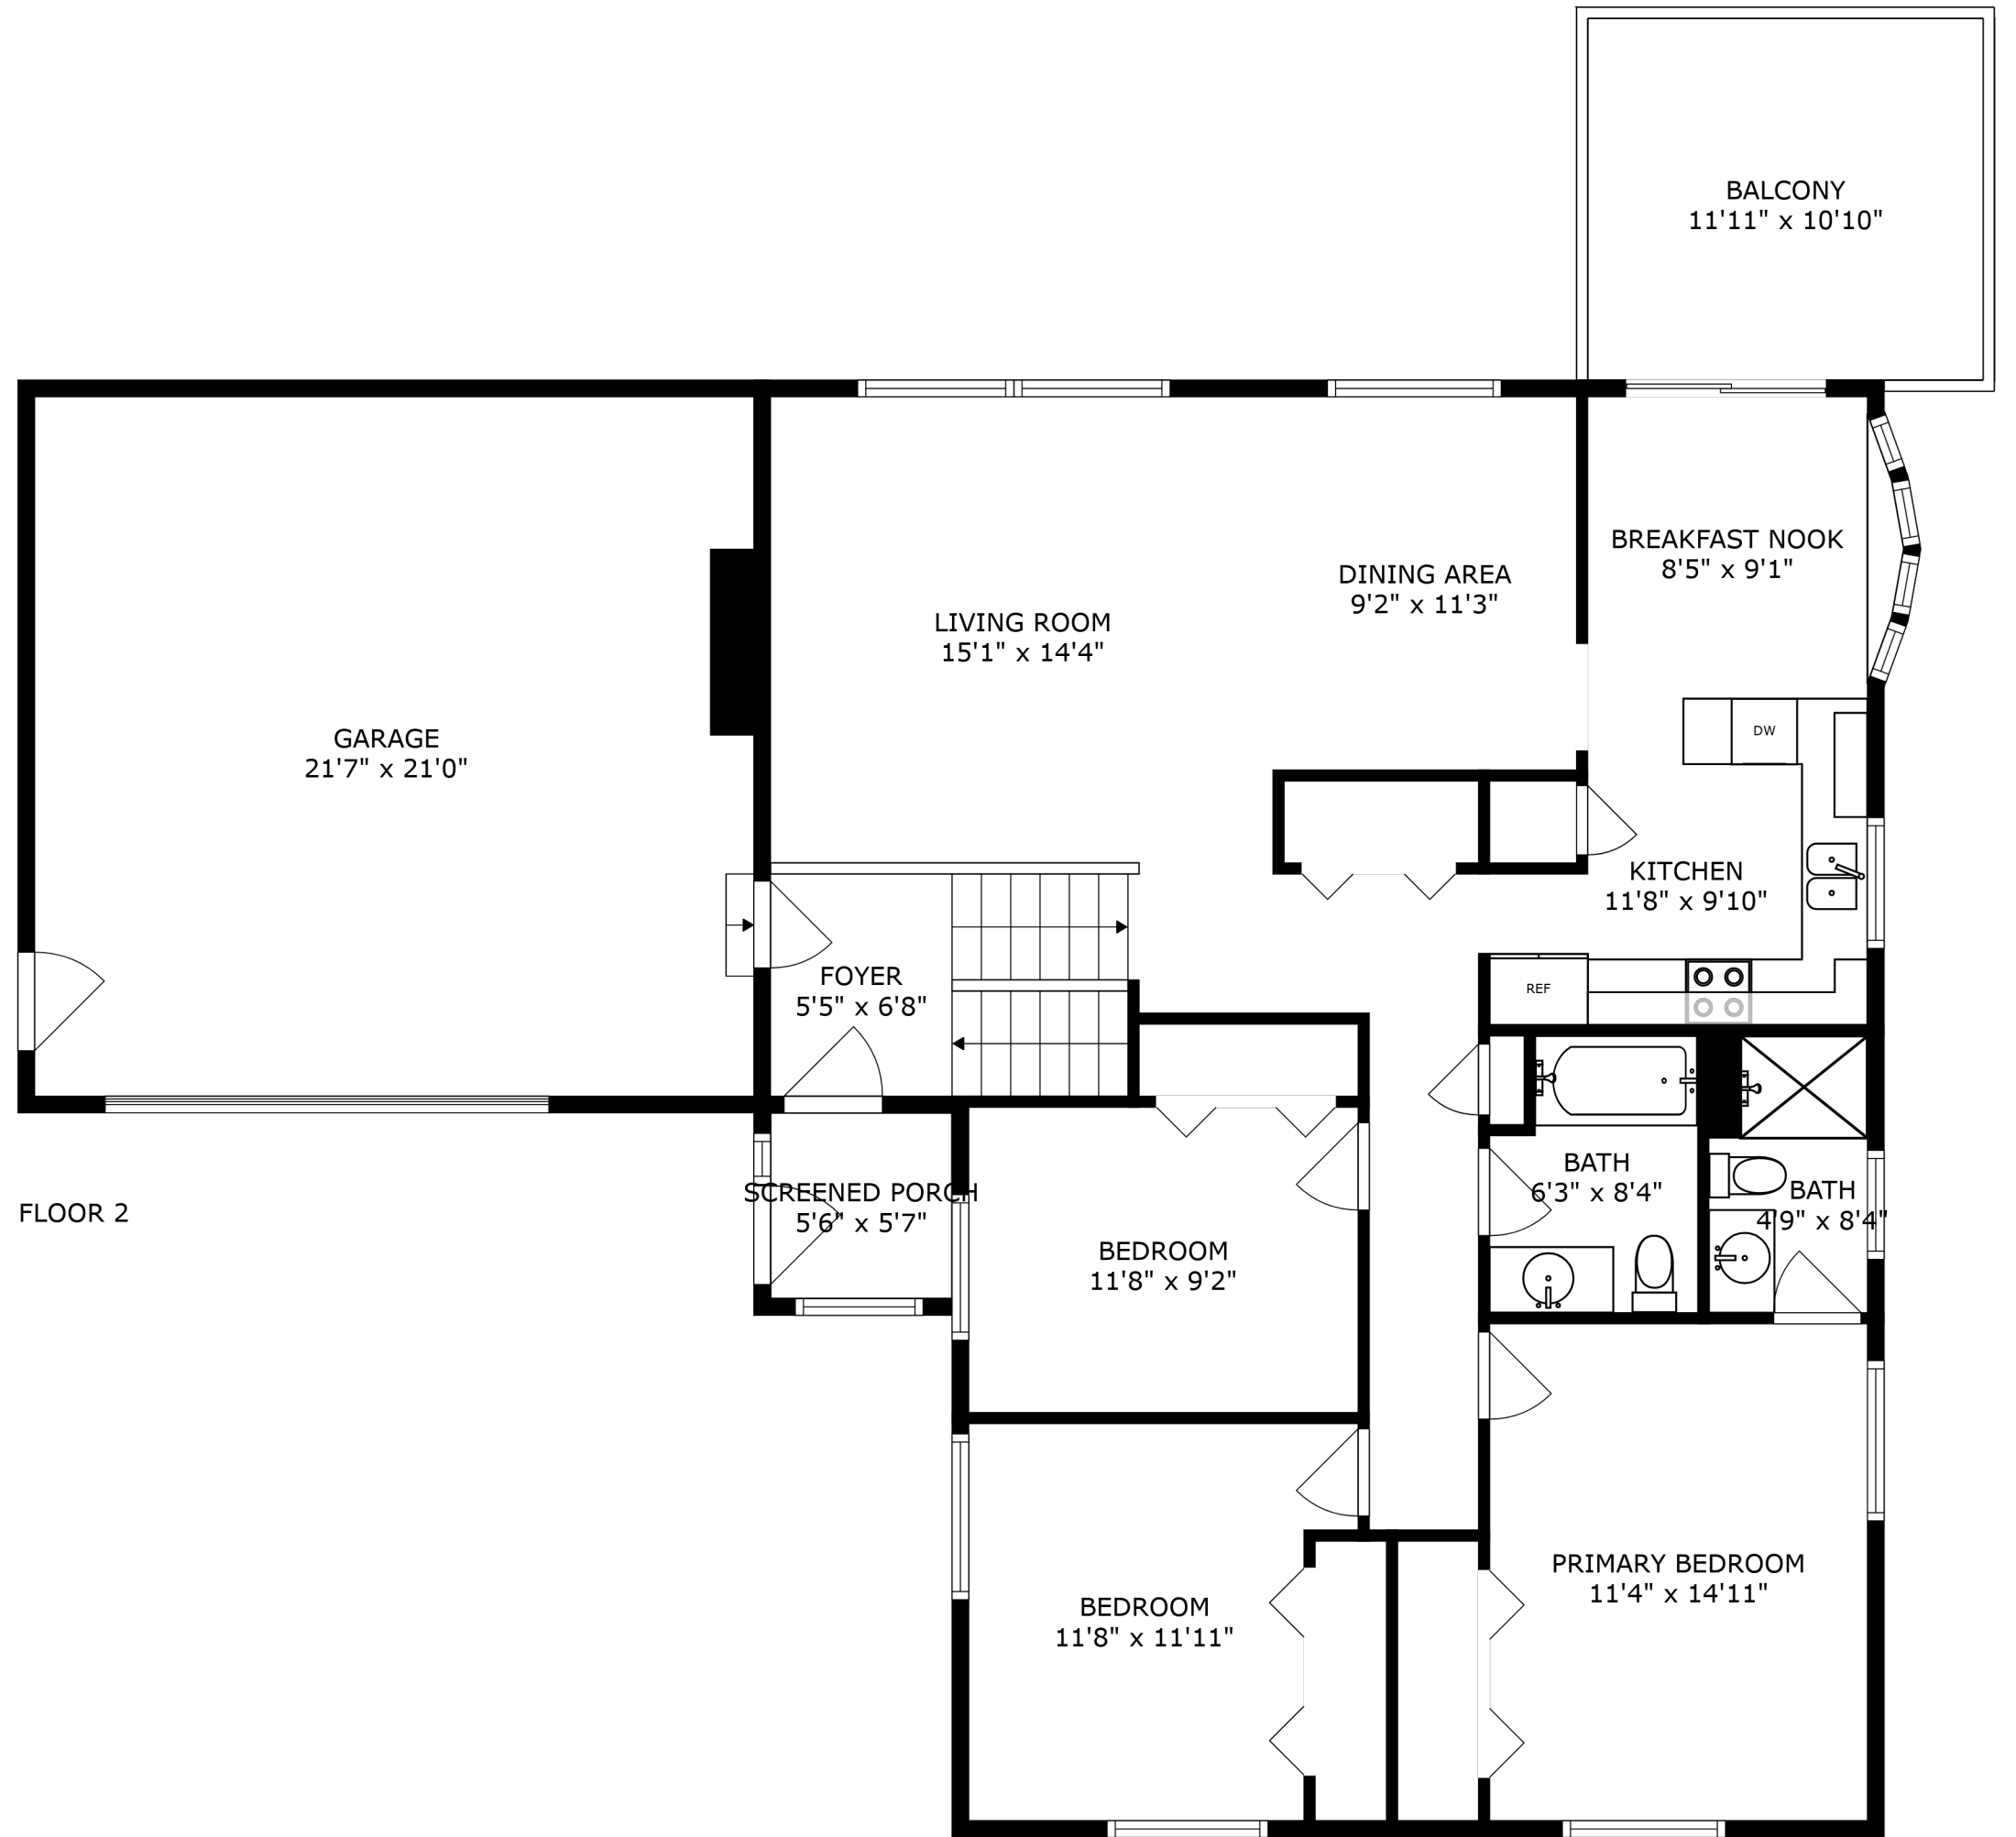 BALCONY
11'11" x 10'10"
BREAKFAST NOOK
8'5" x 9'1"
DINING AREA
9'2" x 11'3"
LIVING ROOM
15'1" x 14'4"
GARAGE
21'7" x 21'0"
DW
KITCHEN
11'8" x 9'10"
FOYER
5'5" x 6'8"
REF
BATH
6'3" x 8'4"
BATH
4'9" x 8'4"
SCREENED PORCH
5'6" x 5'7"
FLOOR 2
BEDROOM
11'8" x 9'2"
PRIMARY BEDROOM
11'4" x 14'11"
BEDROOM
11'8" x 11'11"